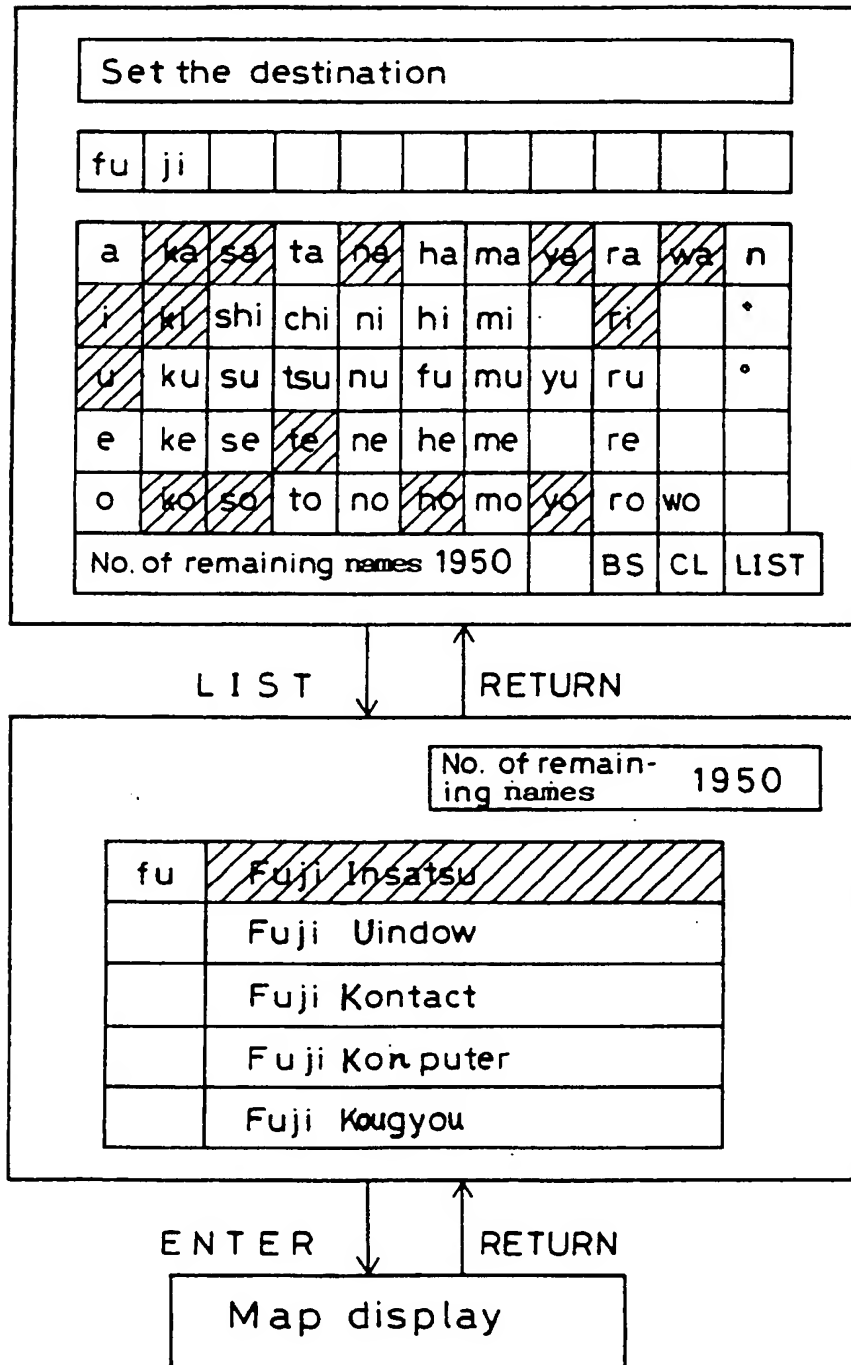 Set the destination
fu ji
a ka sa ta na ha ma ya ra wa n
i ki shi chi ni hi mi ri °
u ku su tsu nu fu mu yu ru °
e ke se te ne he me re
o ko so to no ho mo yo ro wo
No. of remaining names 1950 BS CL LIST
LIST RETURN
No. of remain-
ing names 1950
fu Fuji Insatsu
Fuji Uindow
Fuji Kontact
Fuji Konputer
Fuji Kougyou
ENTER RETURN
Map display